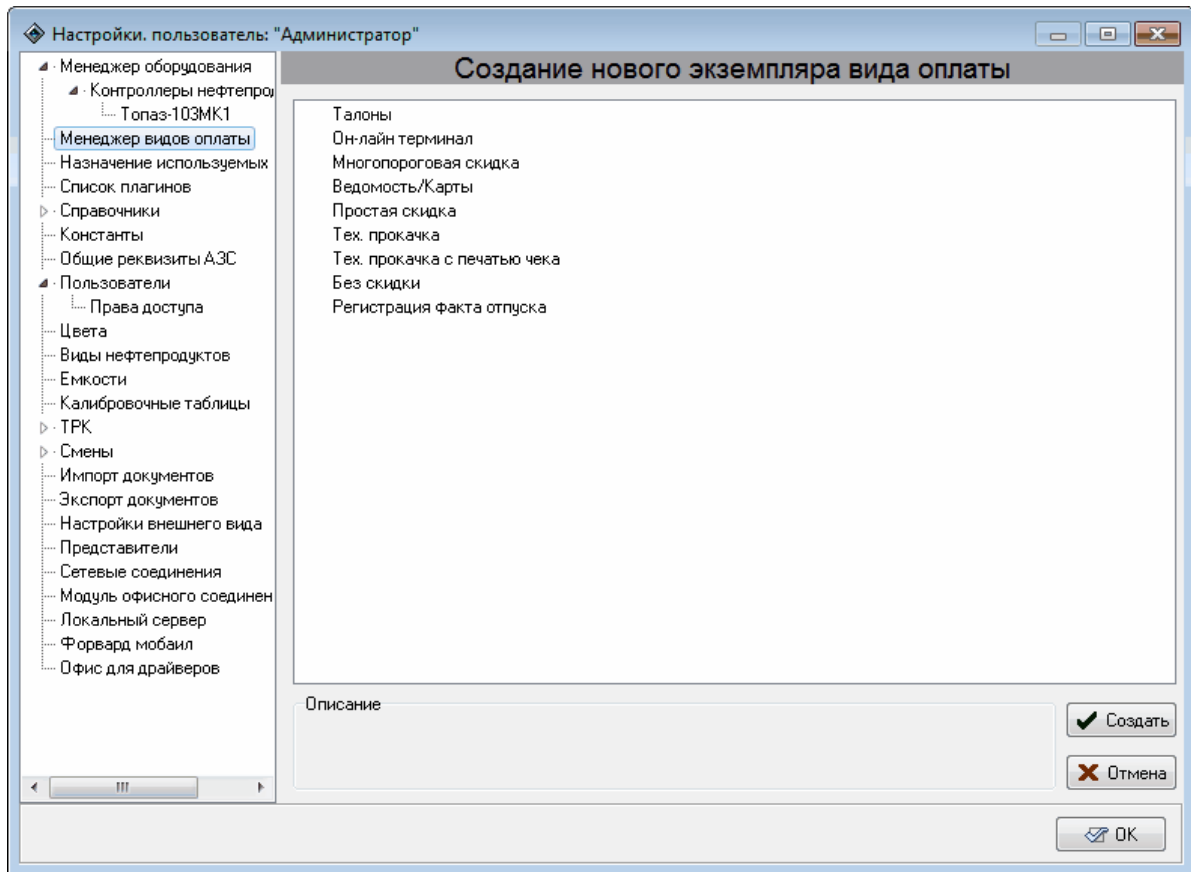 Настройки. пользователь: "Администратор"
Менеджер оборудования
Контроллеры нефтепро
Топаз-103МК1
Менеджер видов оплаты
Назначение используемых
Список плагинов
Справочники
Константы
Общие реквизиты АЗС
Пользователи
Права доступа
Цвета
Виды нефтепродуктов
Емкости
Калибровочные таблицы
ТРК
Смены
Импорт документов
Экспорт документов
Настройки внешнего вида
Представители
Сетевые соединения
Модуль офисного соединен
Локальный сервер
Форвард мобаил
Офис для драйверов
Создание нового экземпляра вида оплаты
Талоны
Он-лайн терминал
Многопороговая скидка
Ведомость/Карты
Простая скидка
Тех. прокачка
Тех. прокачка с печатью чека
Без скидки
Регистрация факта отпуска
Описание
Создать
Отмена
OK